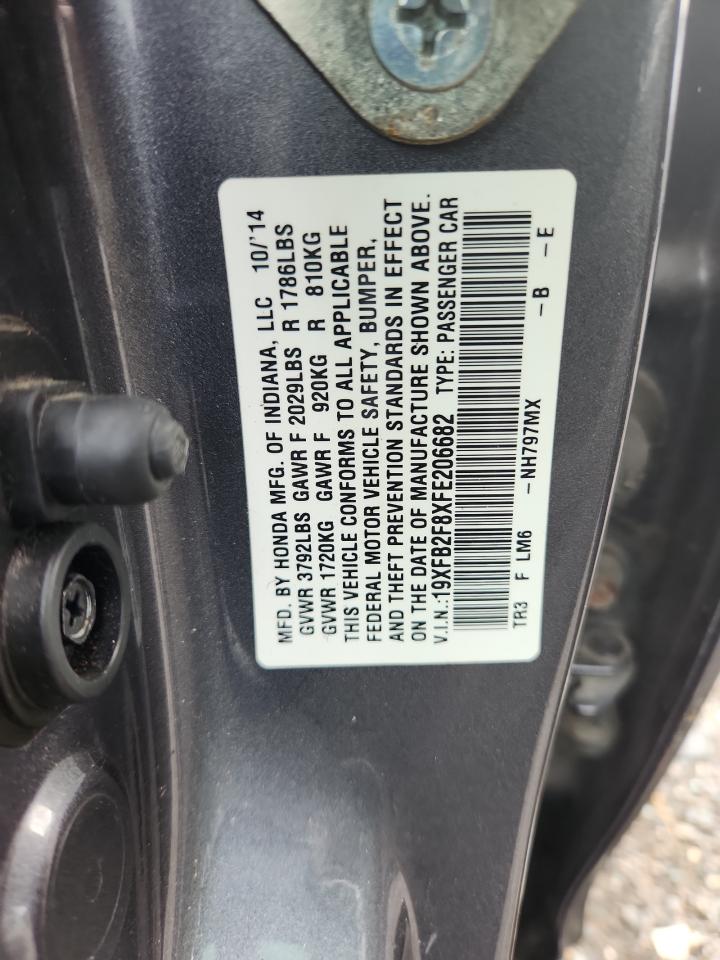 MFD. BY HONDA MFG. OF INDIANA, LLC 10/'14
GVWR 3792LBS GAWR F 2029LBS R 1786LBS
GVWR 1720KG GAWR F 920KG R 810KG
THIS VEHICLE CONFORMS TO ALL APPLICABLE
FEDERAL MOTOR VEHICLE SAFETY, BUMPER,
AND THEFT PREVENTION STANDARDS IN EFFECT
ON THE DATE OF MANUFACTURE SHOWN ABOVE.
V.I.N.:19XFB2F8XFE206682 TYPE: PASSENGER CAR
TR3 F LM6 -NH797MX -B -E